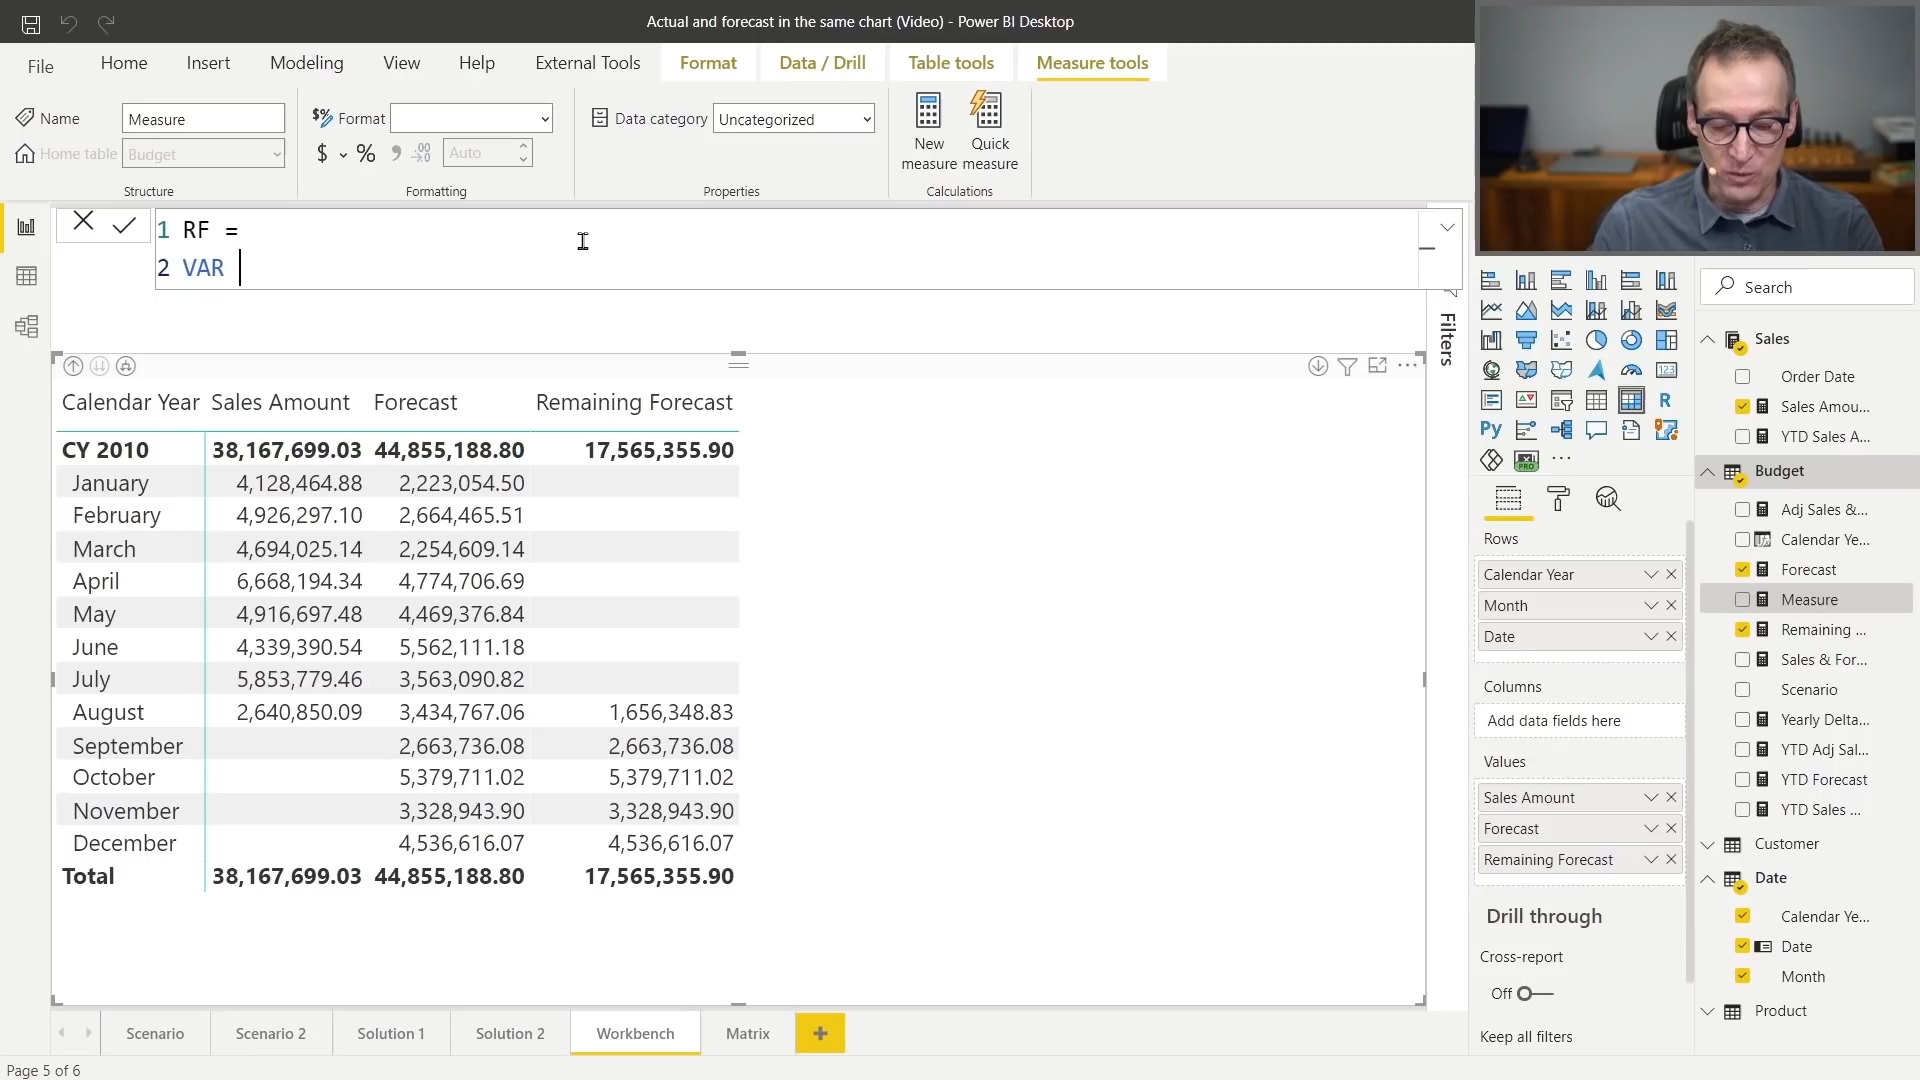 Actual and forecast in the same chart (Video) - Power BI Desktop
File Home Insert Modeling View Help External Tools Format Data / Drill Table tools Measure tools
Name Measure
Home table Budget
Structure
$% Format
$ % Auto
Formatting
Data category Uncategorized
Properties
New measure
Quick measure
Calculations
1 RF =
2 VAR
Filters
Calendar Year Sales Amount Forecast Remaining Forecast
CY 2010 38,167,699.03 44,855,188.80 17,565,355.90
January 4,128,464.88 2,223,054.50
February 4,926,297.10 2,664,465.51
March 4,694,025.14 2,254,609.14
April 6,668,194.34 4,774,706.69
May 4,916,697.48 4,469,376.84
June 4,339,390.54 5,562,111.18
July 5,853,779.46 3,563,090.82
August 2,640,850.09 3,434,767.06 1,656,348.83
September 2,663,736.08 2,663,736.08
October 5,379,711.02 5,379,711.02
November 3,328,943.90 3,328,943.90
December 4,536,616.07 4,536,616.07
Total 38,167,699.03 44,855,188.80 17,565,355.90
123
R
Py
PRO
Rows
Calendar Year
Month
Date
Columns
Add data fields here
Values
Sales Amount
Forecast
Remaining Forecast
Drill through
Cross-report
Off
Keep all filters
Search
Sales
Order Date
Sales Amou...
YTD Sales A...
Budget
Adj Sales &...
Calendar Ye...
Forecast
Measure
Remaining ...
Sales & For...
Scenario
Yearly Delta...
YTD Adj Sal...
YTD Forecast
YTD Sales ...
Customer
Date
Calendar Ye...
Date
Month
Product
Scenario Scenario 2 Solution 1 Solution 2 Workbench Matrix +
Page 5 of 6